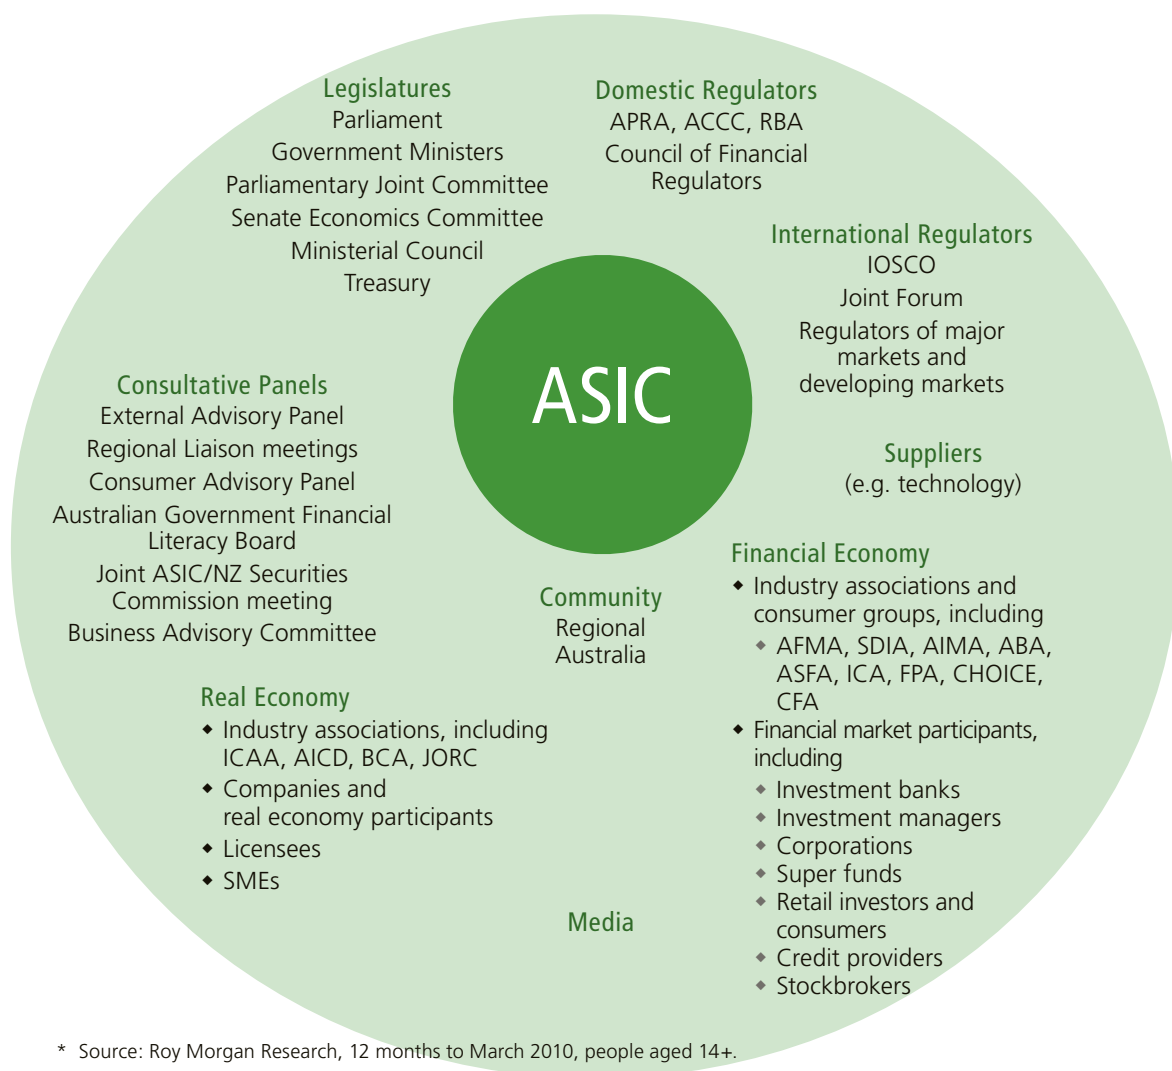 Legislatures
Parliament
Government Ministers
Parliamentary Joint Committee
Senate Economics Committee
Ministerial Council
Treasury
Domestic Regulators
APRA, ACCC, RBA
Council of Financial
Regulators
International Regulators
IOSCO
Joint Forum
Regulators of major
markets and
developing markets
ASIC
Consultative Panels
External Advisory Panel
Regional Liaison meetings
Consumer Advisory Panel
Australian Government Financial
Literacy Board
Joint ASIC/NZ Securities
Commission meeting
Business Advisory Committee
Suppliers
(e.g. technology)
Community
Regional
Australia
Financial Economy
◆ Industry associations and
consumer groups, including
◆ AFMA, SDIA, AIMA, ABA,
ASFA, ICA, FPA, CHOICE,
CFA
◆ Financial market participants,
including
◆ Investment banks
◆ Investment managers
◆ Corporations
◆ Super funds
◆ Retail investors and
consumers
◆ Credit providers
◆ Stockbrokers
Real Economy
◆ Industry associations, including
ICAA, AICD, BCA, JORC
◆ Companies and
real economy participants
◆ Licensees
◆ SMEs
Media
* Source: Roy Morgan Research, 12 months to March 2010, people aged 14+.